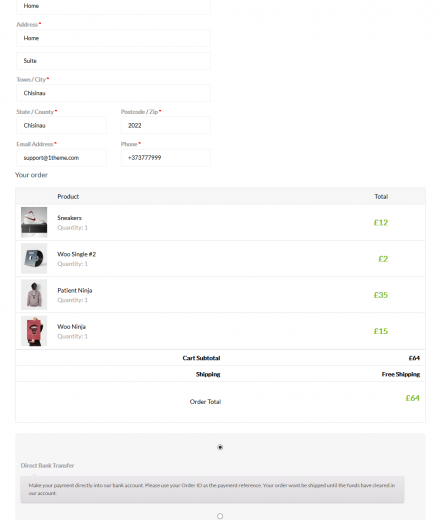 Home
Address *
Home
Suite
Town / City *
Chisinau
State / County * Postcode / Zip *
Chisinau 2022
Email Address * Phone *
support@1theme.com +373777999
Your order
Product Total
Sneakers
Quantity: 1
£12
Woo Single #2
Quantity: 1
£2
Patient Ninja
Quantity: 1
£35
Woo Ninja
Quantity: 1
£15
Cart Subtotal £64
Shipping Free Shipping
Order Total £64
Direct Bank Transfer
Make your payment directly into our bank account. Please use your Order ID as the payment reference. Your order wont be shipped until the funds have cleared in
our account.